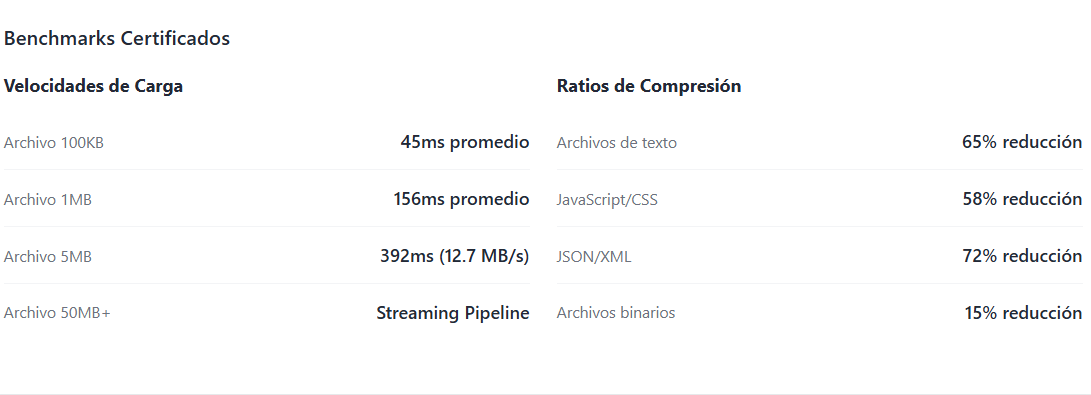 Benchmarks Certificados
Velocidades de Carga
Archivo 100KB 45ms promedio
Archivo 1MB 156ms promedio
Archivo 5MB 392ms (12.7 MB/s)
Archivo 50MB+ Streaming Pipeline
Ratios de Compresión
Archivos de texto 65% reducción
JavaScript/CSS 58% reducción
JSON/XML 72% reducción
Archivos binarios 15% reducción